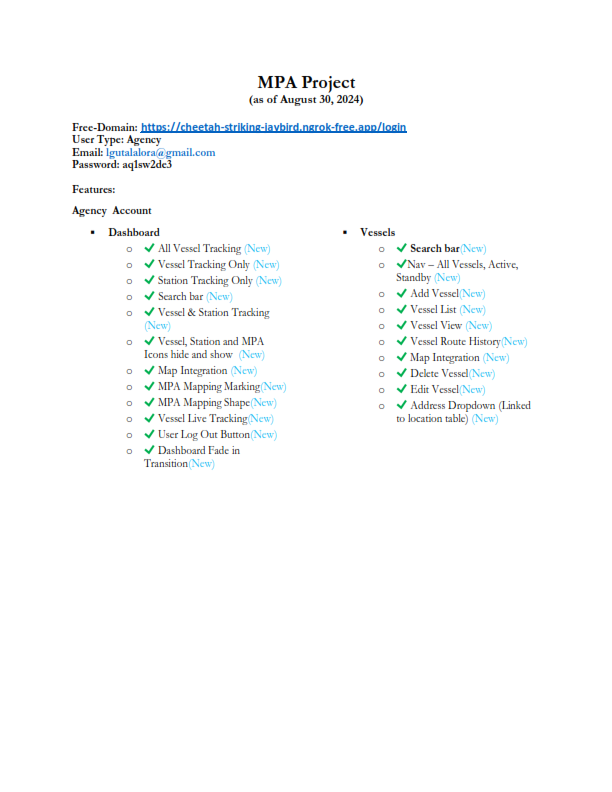 MPA Project
(as of August 30, 2024)
Free-Domain: https://cheetah-striking-jaybird.ngrok-free.app/login
User Type: Agency
Email: lgutalalora@gmail.com
Password: aq1sw2de3
Features:
Agency Account
▪ Dashboard
o ✔ All Vessel Tracking (New)
o ✔ Vessel Tracking Only (New)
o ✔ Station Tracking Only (New)
o ✔ Search bar (New)
o ✔ Vessel & Station Tracking
(New)
o ✔ Vessel, Station and MPA
Icons hide and show (New)
o ✔ Map Integration (New)
o ✔ MPA Mapping Marking(New)
o ✔ MPA Mapping Shape(New)
o ✔ Vessel Live Tracking(New)
o ✔ User Log Out Button(New)
o ✔ Dashboard Fade in
Transition(New)
▪ Vessels
o ✔ Search bar(New)
o ✔Nav – All Vessels, Active,
Standby (New)
o ✔ Add Vessel(New)
o ✔ Vessel List (New)
o ✔ Vessel View (New)
o ✔ Vessel Route History(New)
o ✔ Map Integration (New)
o ✔ Delete Vessel(New)
o ✔ Edit Vessel(New)
o ✔ Address Dropdown (Linked
to location table) (New)